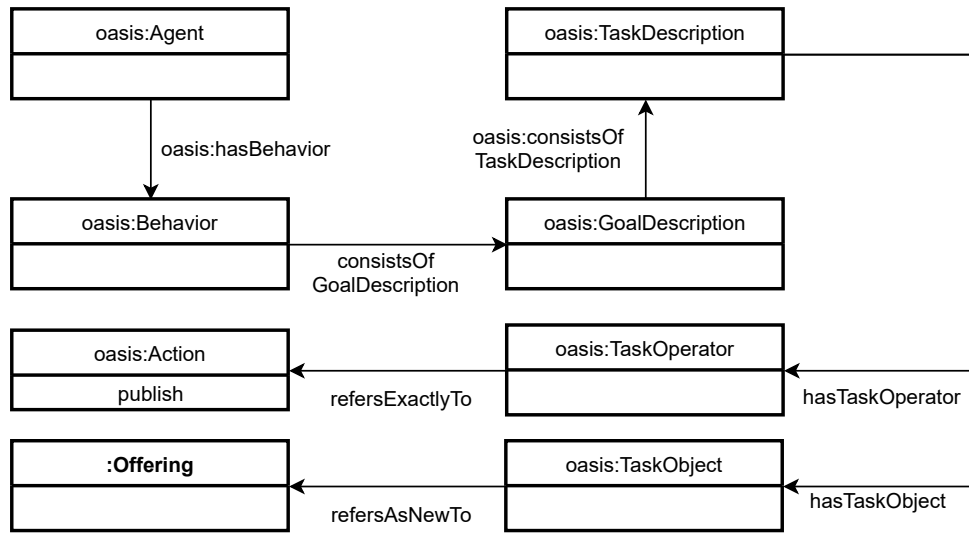 oasis:Agent
oasis:TaskDescription
oasis:hasBehavior
oasis:consistsOf
TaskDescription
oasis:Behavior
oasis:GoalDescription
consistsOf
GoalDescription
oasis:Action
publish
oasis:TaskOperator
refersExactlyTo
hasTaskOperator
:Offering
oasis:TaskObject
refersAsNewTo
hasTaskObject